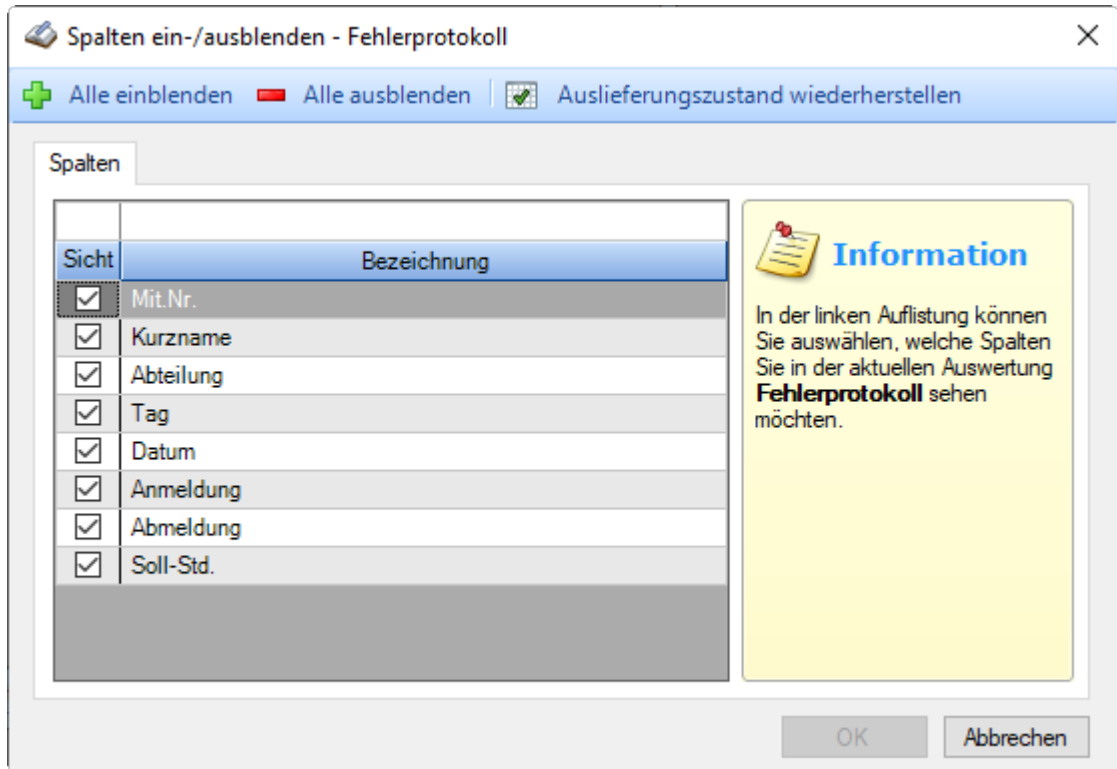 Spalten ein-/ausblenden - Fehlerprotokoll
Alle einblenden Alle ausblenden Auslieferungszustand wiederherstellen
Spalten
Sicht Bezeichnung
Mit.Nr.
Kurzname
Abteilung
Tag
Datum
Anmeldung
Abmeldung
Soll-Std.
Information
In der linken Auflistung können
Sie auswählen, welche Spalten
Sie in der aktuellen Auswertung
Fehlerprotokoll sehen
möchten.
OK Abbrechen